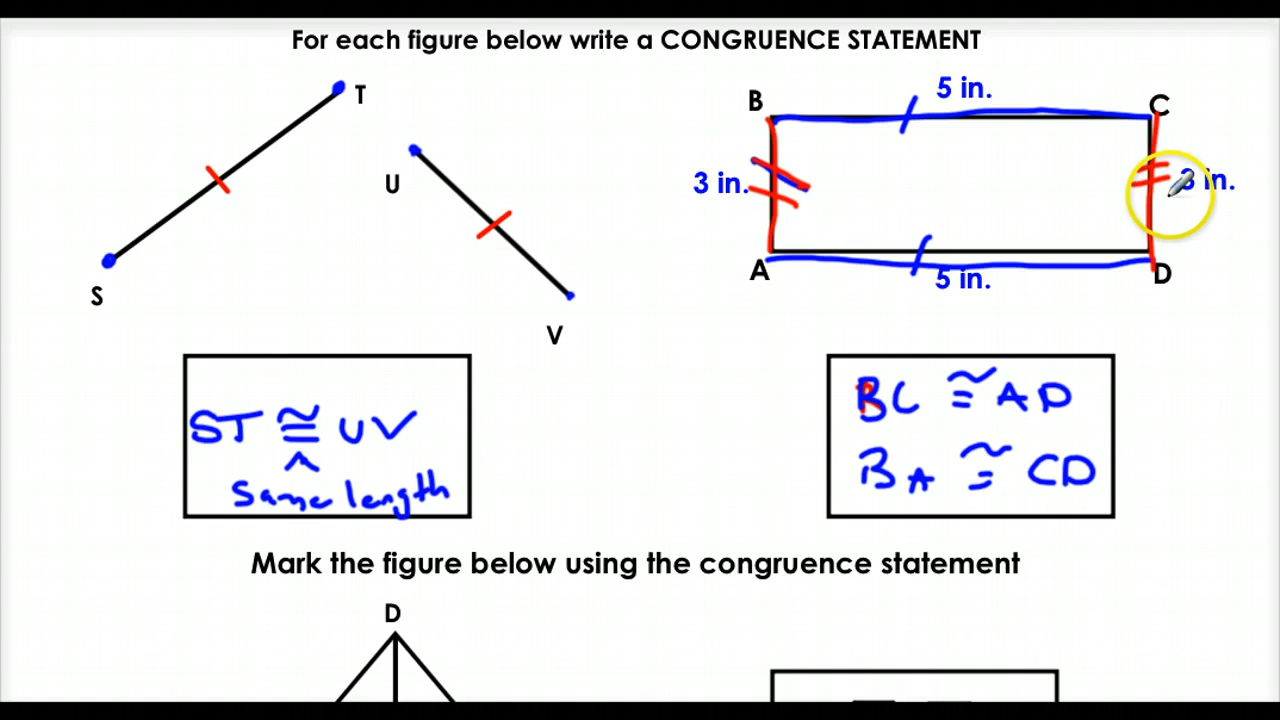 For each figure below write a CONGRUENCE STATEMENT
T
U
S
V
B
5 in.
C
3 in.
3 in.
A
5 in.
D
ST ≅ UV
same length
BC ≅ AD
BA ≅ CD
Mark the figure below using the congruence statement
D